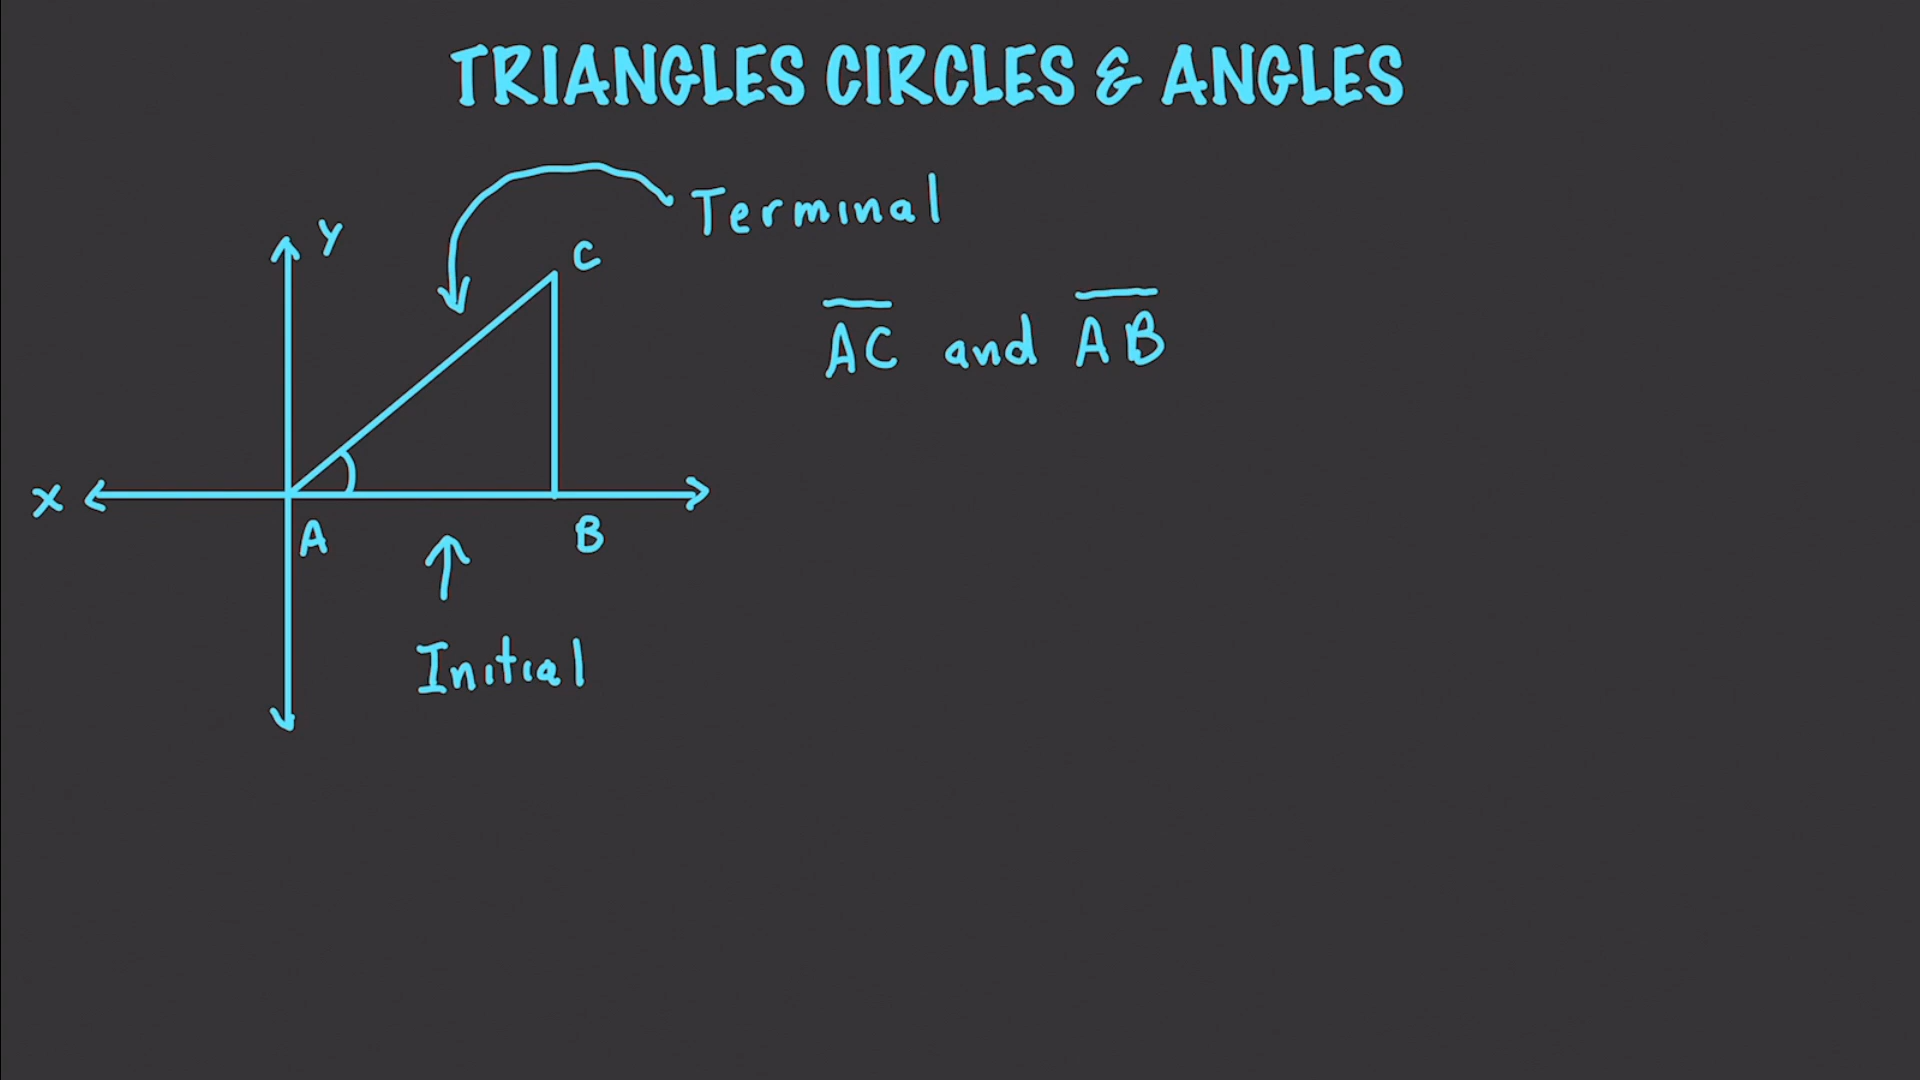 TRIANGLES CIRCLES & ANGLES
Terminal
y
C
AC and AB
x
A
B
Initial